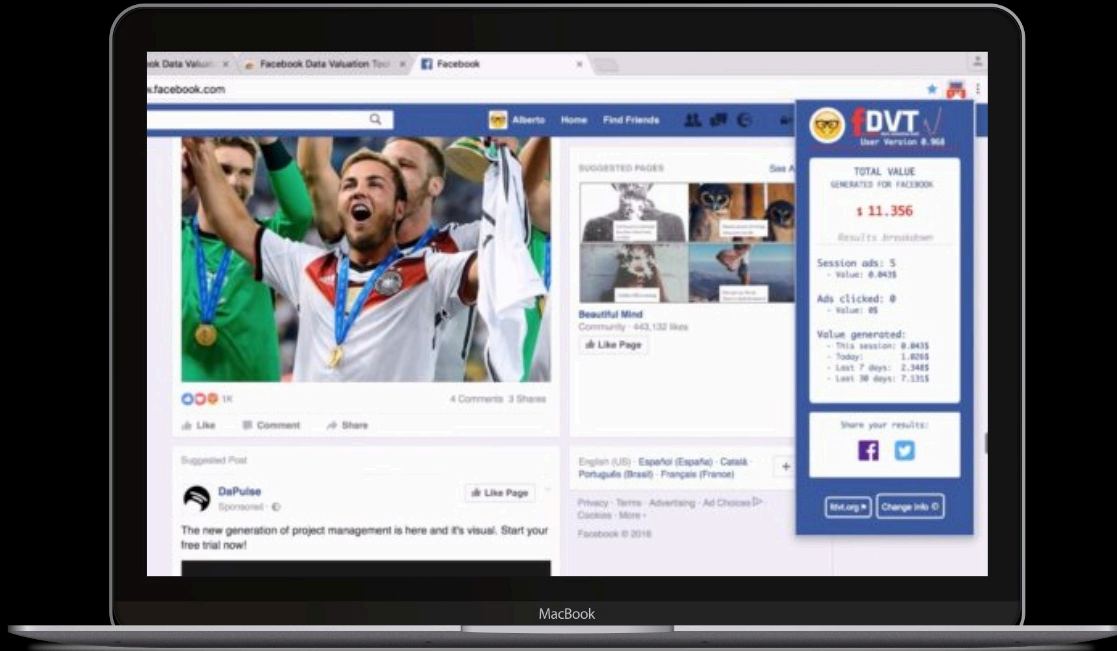 ok Data Valuat
Facebook Data Valuation Tool
Facebook
w.facebook.com
Alberto
Home
Find Friends
SUGGESTED PAGES
See A
Beautiful Mind
Community · 443,132 likes
Like Page
1K
4 Comments 3 Shares
Like
Comment
Share
Suggested Post
DaPulse
Sponsored ·
Like Page
The new generation of project management is here and it's visual. Start your
free trial now!
English (US) · Español (España) · Català ·
Português (Brasil) · Français (France)
+
Privacy · Terms · Advertising · Ad Choices
Cookies · More
Facebook © 2016
fDVT
User Version 0.968
TOTAL VALUE
GENERATED FOR FACEBOOK
$ 11.356
Results breakdown
Session ads: 5
- Value: 0.043$
Ads clicked: 0
- Value: 0$
Value generated:
- This session: 0.043$
- Today: 1.026$
- Last 7 days: 2.348$
- Last 30 days: 7.131$
Share your results:
fdvt.org
Change Info
MacBook